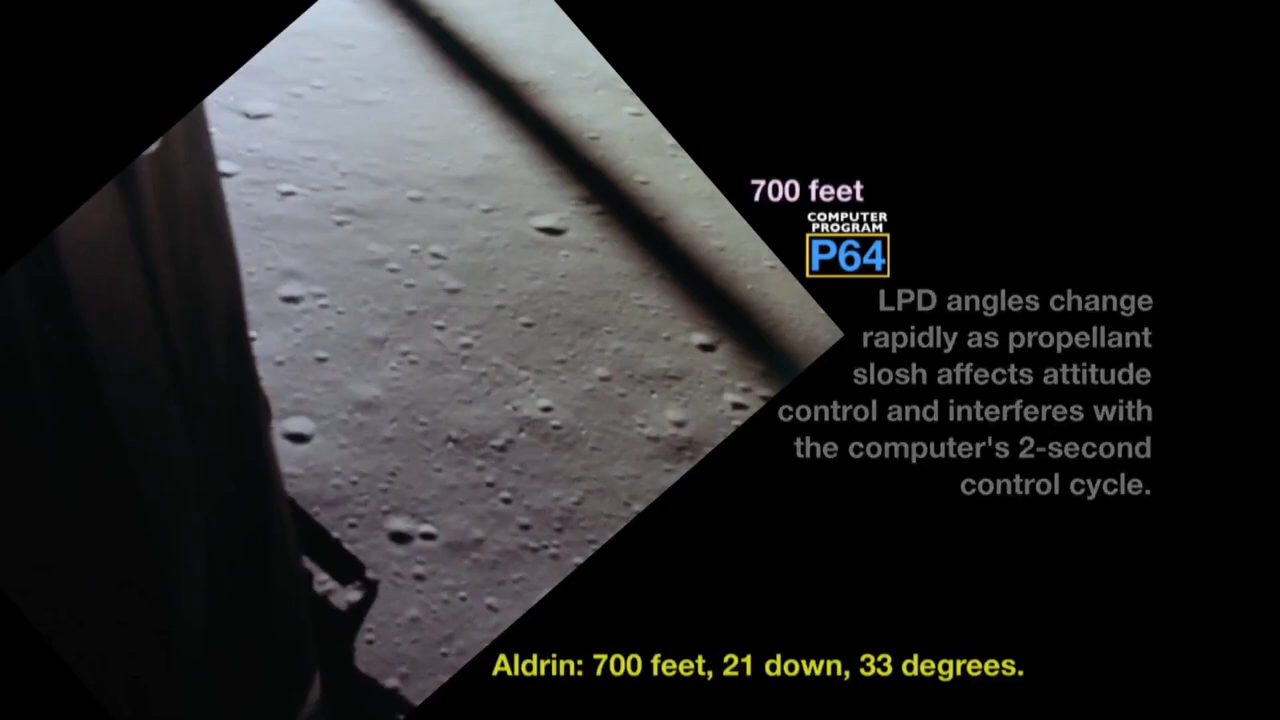 700 feet
COMPUTER
PROGRAM
P64
LPD angles change
rapidly as propellant
slosh affects attitude
control and interferes with
the computer's 2-second
control cycle.
Aldrin: 700 feet, 21 down, 33 degrees.